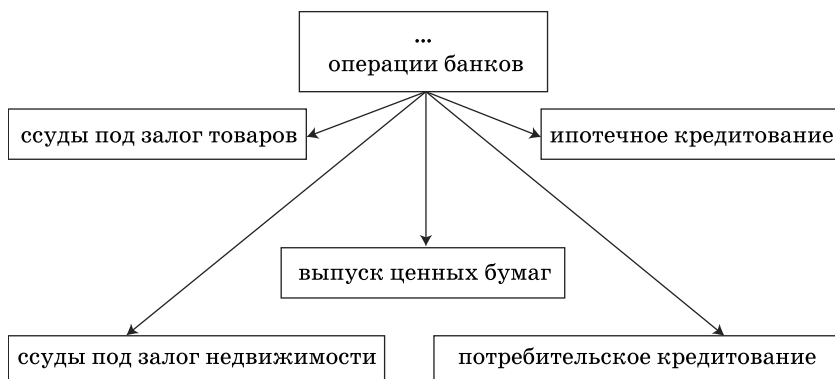 ...
операции банков
ссуды под залог товаров
ипотечное кредитование
выпуск ценных бумаг
ссуды под залог недвижимости
потребительское кредитование